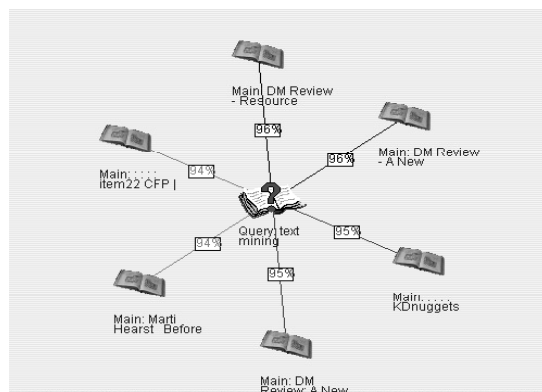 Main: DM Review
- Resource
96%
Main: DM Review
- A New
96%
Main: : : : :
item22 CFP |
94%
Query: text
mining
95%
Main: . . . .
KDnuggets
94%
Main: Marti
Hearst Before
95%
Main: DM
Review: A New